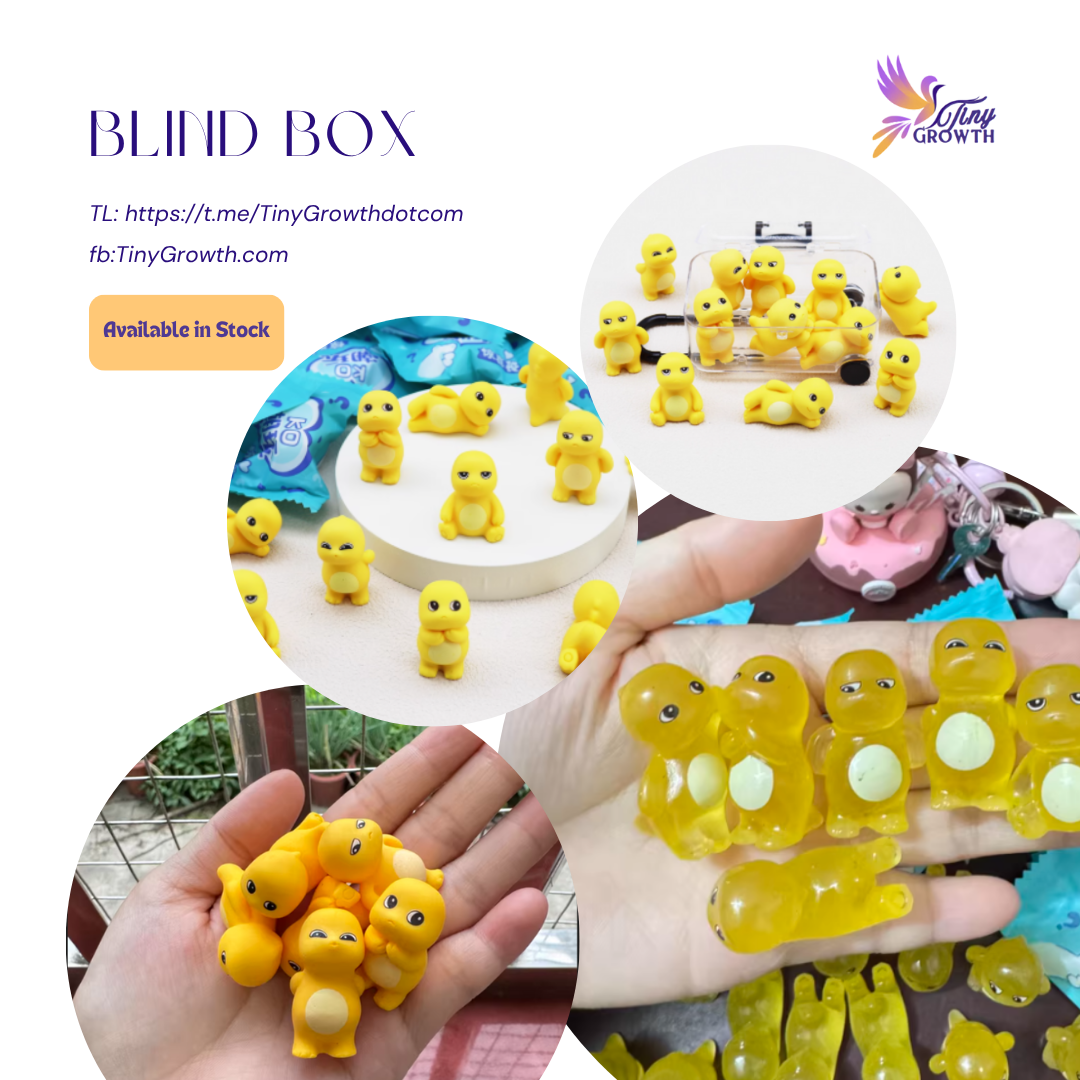 BLIND BOX
Tiny
GROWTH
TL: https://t.me/TinyGrowthdotcom
fb:TinyGrowth.com
Available in Stock